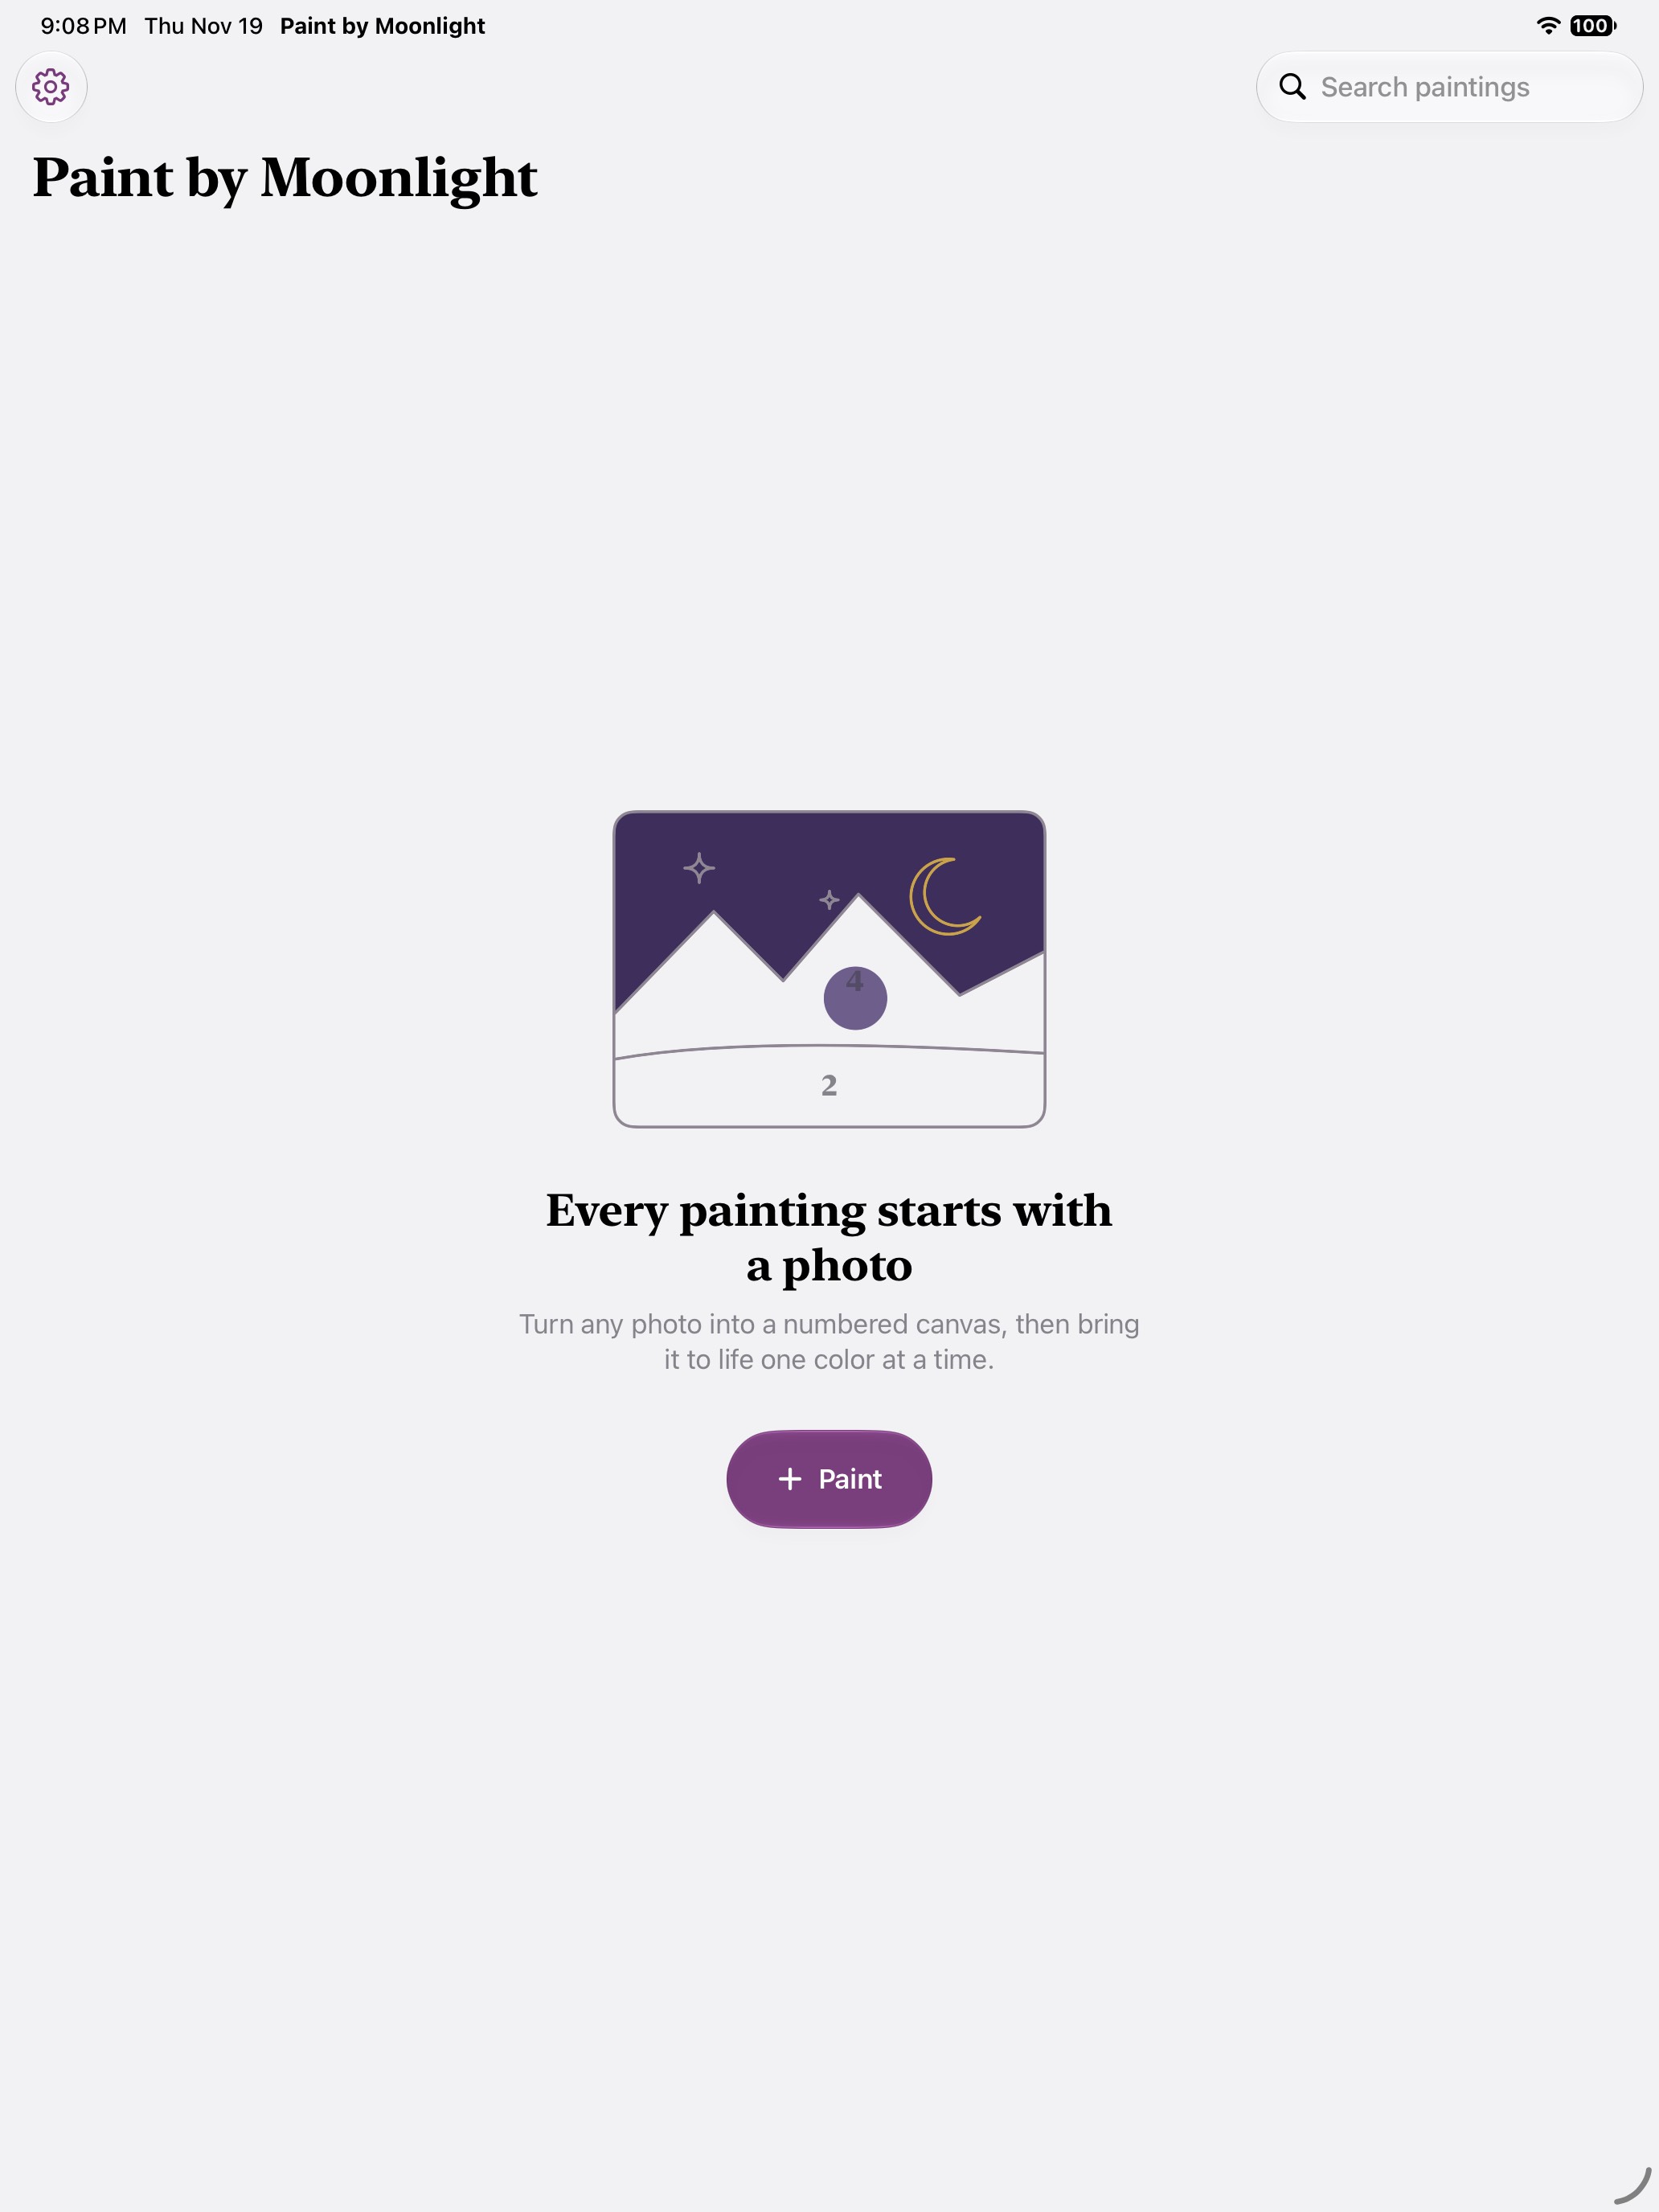 9:08 PM Thu Nov 19 Paint by Moonlight
100
Search paintings
Paint by Moonlight
4
2
Every painting starts with
a photo
Turn any photo into a numbered canvas, then bring
it to life one color at a time.
+ Paint